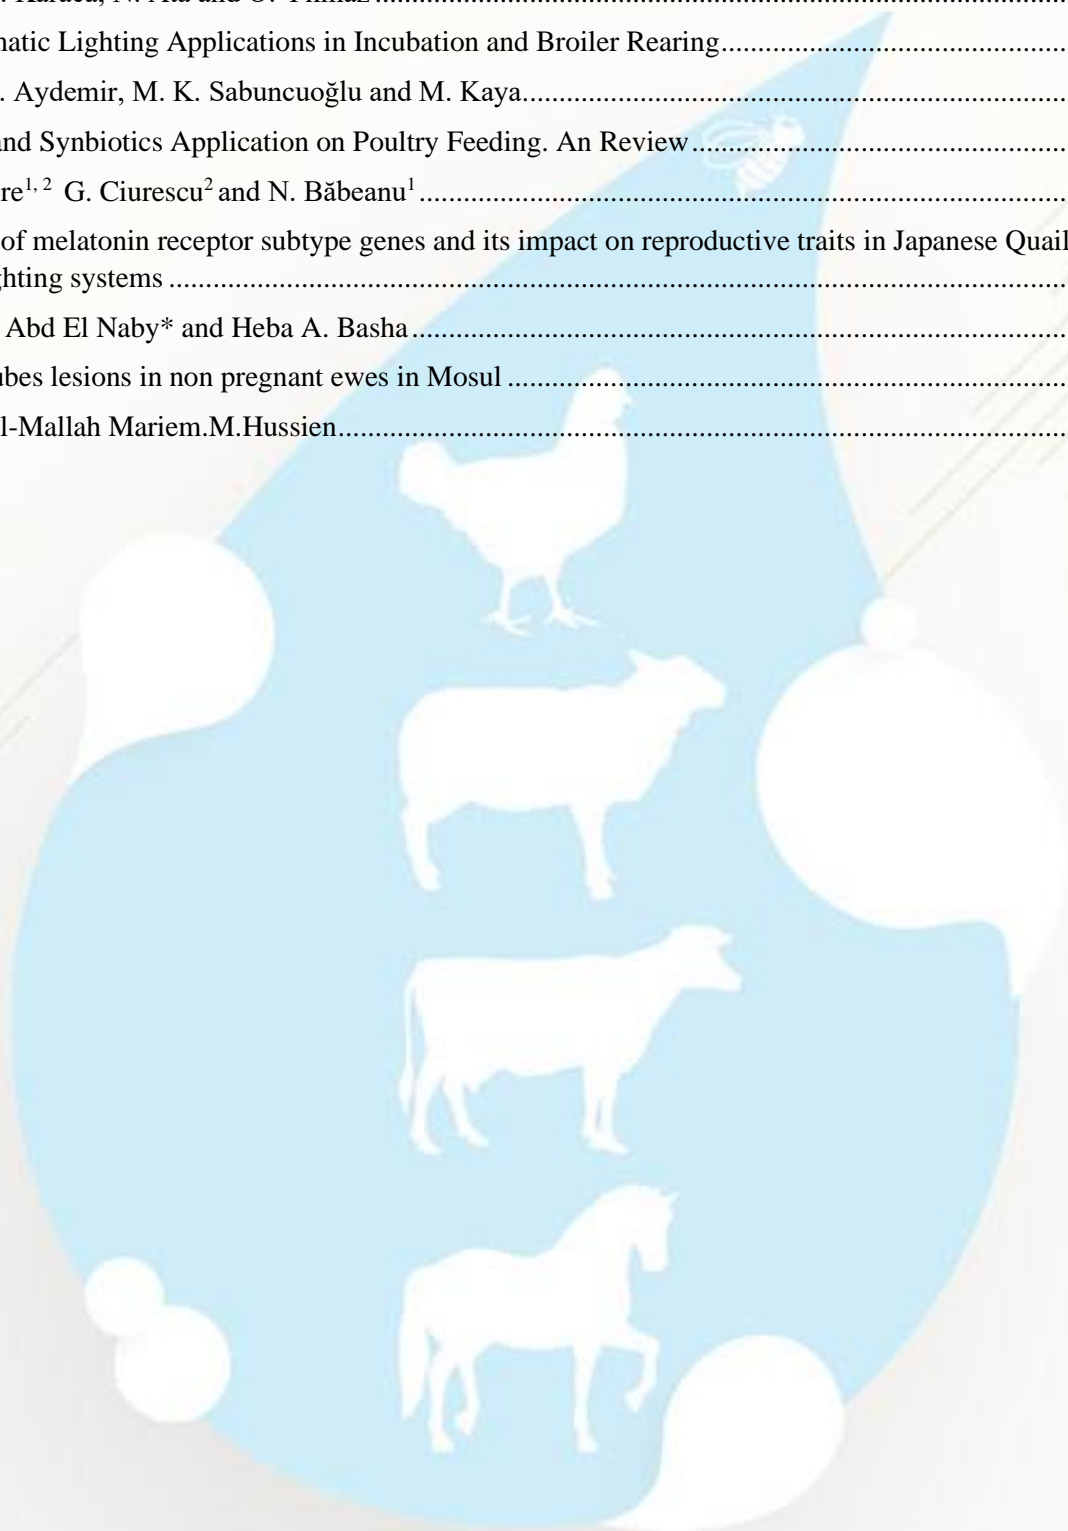 . Karaca, N. Ata and O. Yilmaz
matic Lighting Applications in Incubation and Broiler Rearing
. Aydemir, M. K. Sabuncuoğlu and M. Kaya
and Synbiotics Application on Poultry Feeding. An Review
re1, 2 G. Ciurescu2 and N. Băbeanu1
of melatonin receptor subtype genes and its impact on reproductive traits in Japanese Quail
ghting systems
Abd El Naby* and Heba A. Basha
ubes lesions in non pregnant ewes in Mosul
l-Mallah Mariem.M.Hussien